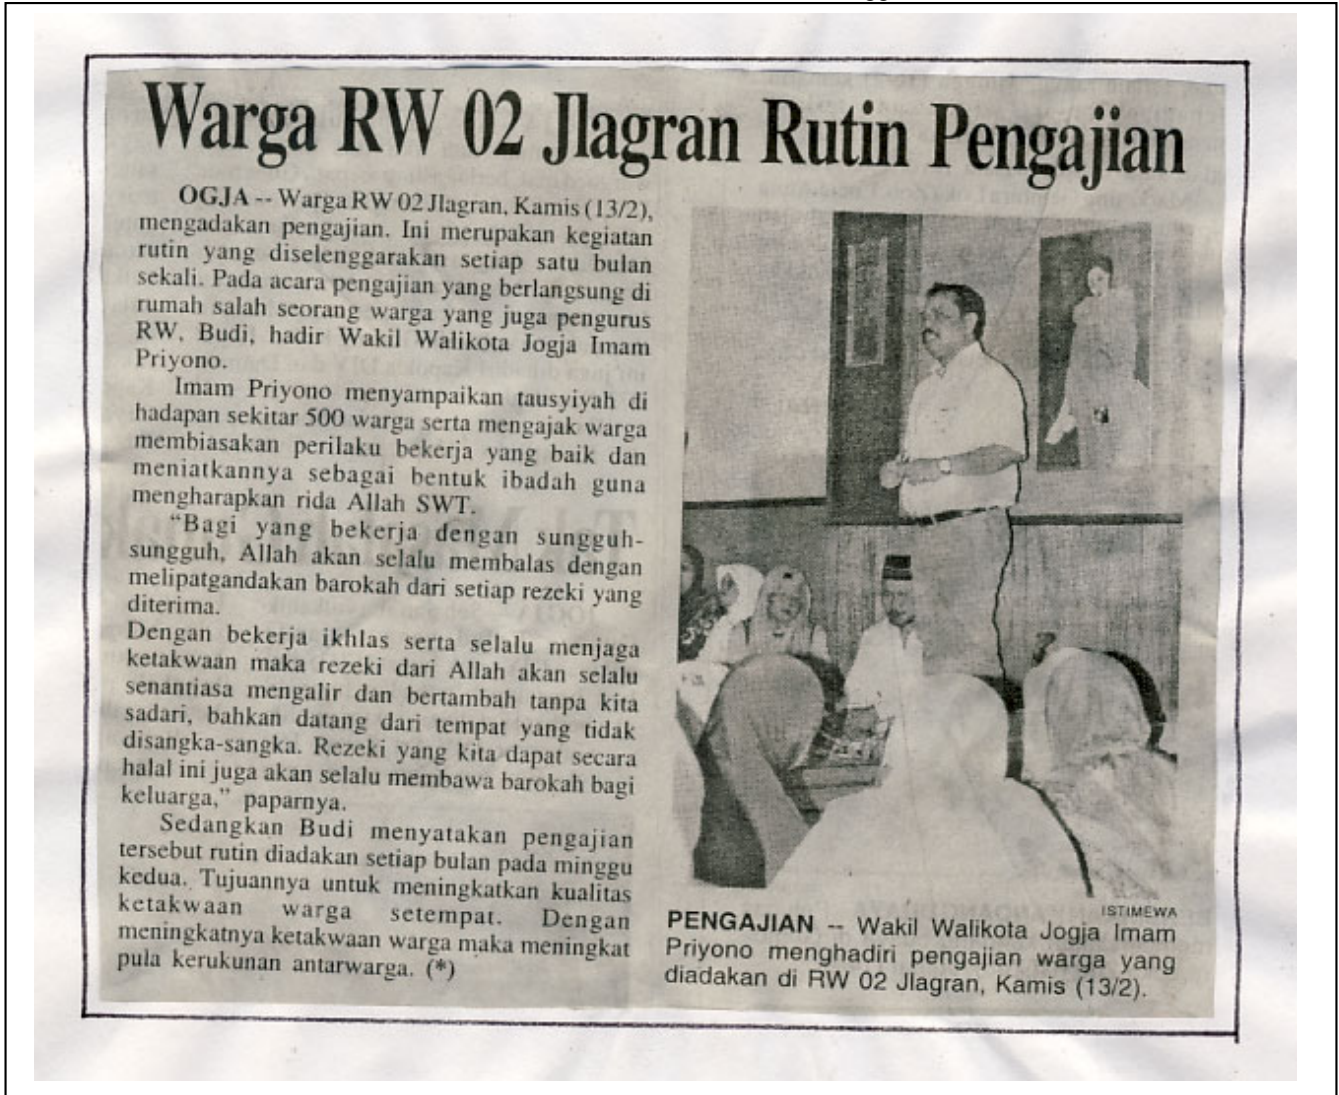 Warga RW 02 Jlagran Rutin Pengajian
OGJA -- Warga RW 02 Jlagran, Kamis (13/2),
mengadakan pengajian. Ini merupakan kegiatan
rutin yang diselenggarakan setiap satu bulan
sekali. Pada acara pengajian yang berlangsung di
rumah salah seorang warga yang juga pengurus
RW, Budi, hadir Wakil Walikota Jogja Imam
Priyono.
Imam Priyono menyampaikan tausyiyah di
hadapan sekitar 500 warga serta mengajak warga
membiasakan perilaku bekerja yang baik dan
meniatkannya sebagai bentuk ibadah guna
mengharapkan rida Allah SWT.
“Bagi yang bekerja dengan sungguh-
sungguh, Allah akan selalu membalas dengan
melipatgandakan barokah dari setiap rezeki yang
diterima.
Dengan bekerja ikhlas serta selalu menjaga
ketakwaan maka rezeki dari Allah akan selalu
senantiasa mengalir dan bertambah tanpa kita
sadari, bahkan datang dari tempat yang tidak
disangka-sangka. Rezeki yang kita dapat secara
halal ini juga akan selalu membawa barokah bagi
keluarga,” paparnya.
Sedangkan Budi menyatakan pengajian
tersebut rutin diadakan setiap bulan pada minggu
kedua. Tujuannya untuk meningkatkan kualitas
ketakwaan warga setempat. Dengan
meningkatnya ketakwaan warga maka meningkat
pula kerukunan antarwarga. (*)
ISTIMEWA
PENGAJIAN -- Wakil Walikota Jogja Imam
Priyono menghadiri pengajian warga yang
diadakan di RW 02 Jlagran, Kamis (13/2).